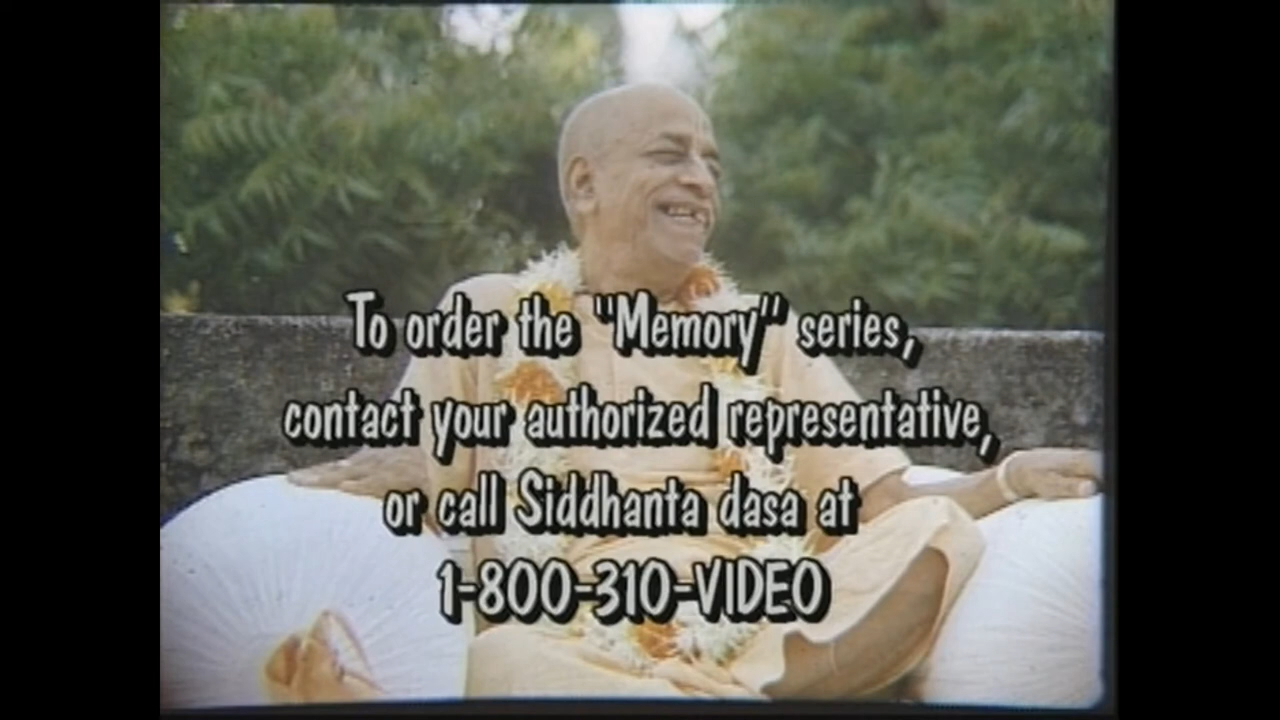 To order the "Memory" series,
contact your authorized representative,
or call Siddhanta dasa at
1-800-310-VIDEO